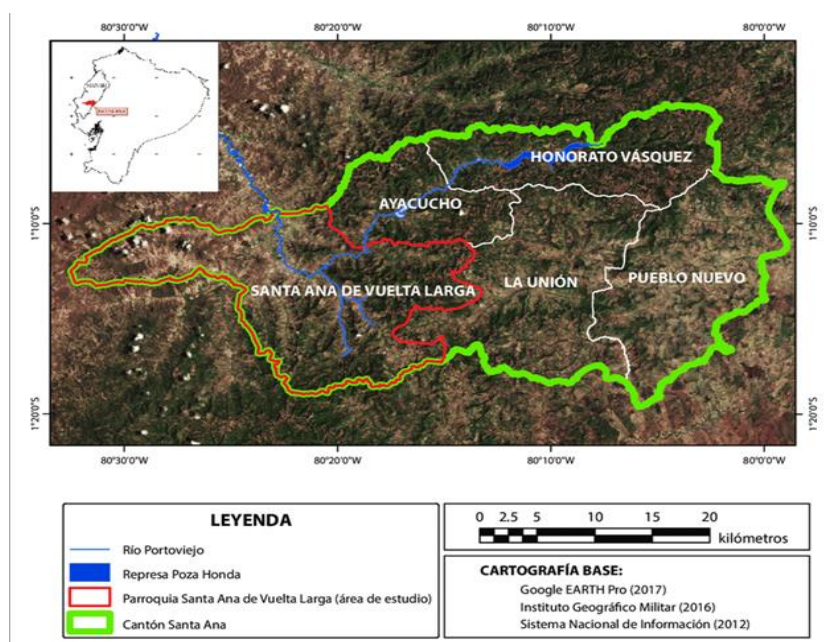 80°30'0"W 80°20'0"W 80°10'0"W 80°0'0"W
HONORATO VÁSQUEZ
AYACUCHO
1°10'0"S 1°10'0"S
SANTA ANA DE VUELTA LARGA
LA UNIÓN
PUEBLO NUEVO
1°20'0"S 1°20'0"S
80°30'0"W 80°20'0"W 80°10'0"W 80°0'0"W
LEYENDA
Río Portoviejo
Represa Poza Honda
Parroquia Santa Ana de Vuelta Larga (área de estudio)
Cantón Santa Ana
0 2.5 5 10 15 20
kilómetros
CARTOGRAFÍA BASE:
Google EARTH Pro (2017)
Instituto Geográfico Militar (2016)
Sistema Nacional de Información (2012)